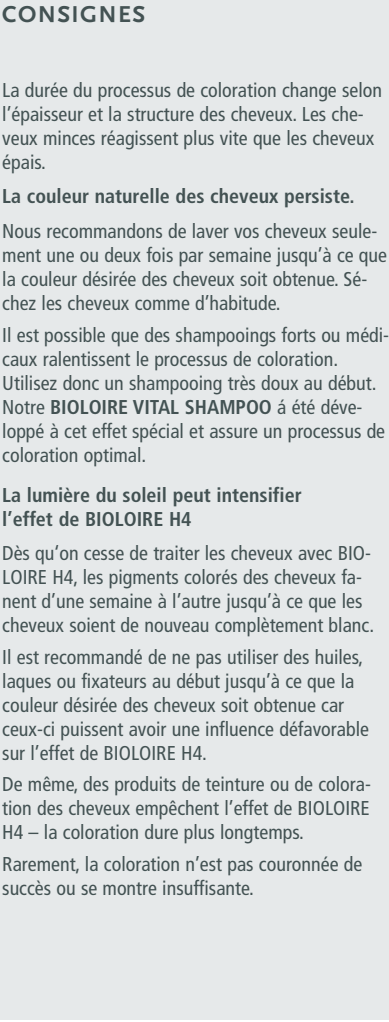 CONSIGNES
La durée du processus de coloration change selon
l’épaisseur et la structure des cheveux. Les che-
veux minces réagissent plus vite que les cheveux
épais.
La couleur naturelle des cheveux persiste.
Nous recommandons de laver vos cheveux seule-
ment une ou deux fois par semaine jusqu’à ce que
la couleur désirée des cheveux soit obtenue. Sé-
chez les cheveux comme d’habitude.
Il est possible que des shampooings forts ou médi-
caux ralentissent le processus de coloration.
Utilisez donc un shampooing très doux au début.
Notre BIOLOIRE VITAL SHAMPOO á été déve-
loppé à cet effet spécial et assure un processus de
coloration optimal.
La lumière du soleil peut intensifier
l’effet de BIOLOIRE H4
Dès qu’on cesse de traiter les cheveux avec BIO-
LOIRE H4, les pigments colorés des cheveux fa-
nent d’une semaine à l’autre jusqu’à ce que les
cheveux soient de nouveau complètement blanc.
Il est recommandé de ne pas utiliser des huiles,
laques ou fixateurs au début jusqu’à ce que la
couleur désirée des cheveux soit obtenue car
ceux-ci puissent avoir une influence défavorable
sur l’effet de BIOLOIRE H4.
De même, des produits de teinture ou de colora-
tion des cheveux empêchent l’effet de BIOLOIRE
H4 – la coloration dure plus longtemps.
Rarement, la coloration n’est pas couronnée de
succès ou se montre insuffisante.